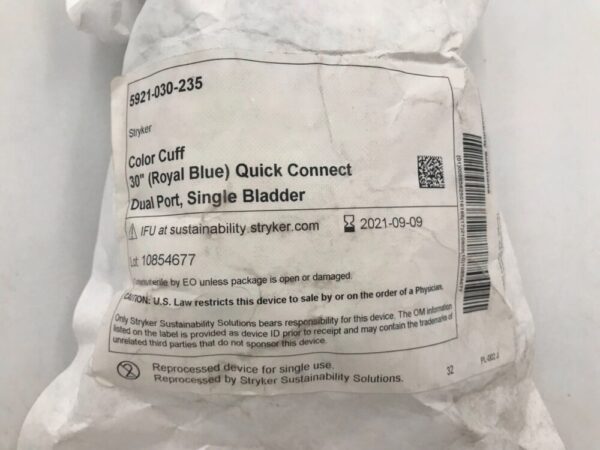 5921-030-235
Stryker
Color Cuff
30" (Royal Blue) Quick Connect
Dual Port, Single Bladder
IFU at sustainability.stryker.com
2021-09-09
Lot 10854677
by EO unless package is open or damaged.
CAUTION: U.S. Law restricts this device to sale by or on the order of a Physician.
Only Stryker Sustainability Solutions bears responsibility for this device. The OM information
listed on the label is provided as device ID prior to receipt and may contain the trademarks of
unrelated third parties that do not sponsor this device.
Reprocessed device for single use.
Reprocessed by Stryker Sustainability Solutions.
32